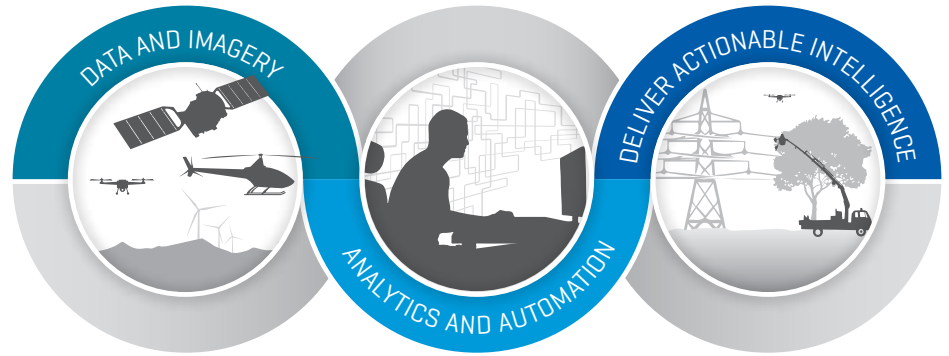 DATA AND IMAGERY
ANALYTICS AND AUTOMATION
DELIVER ACTIONABLE INTELLIGENCE